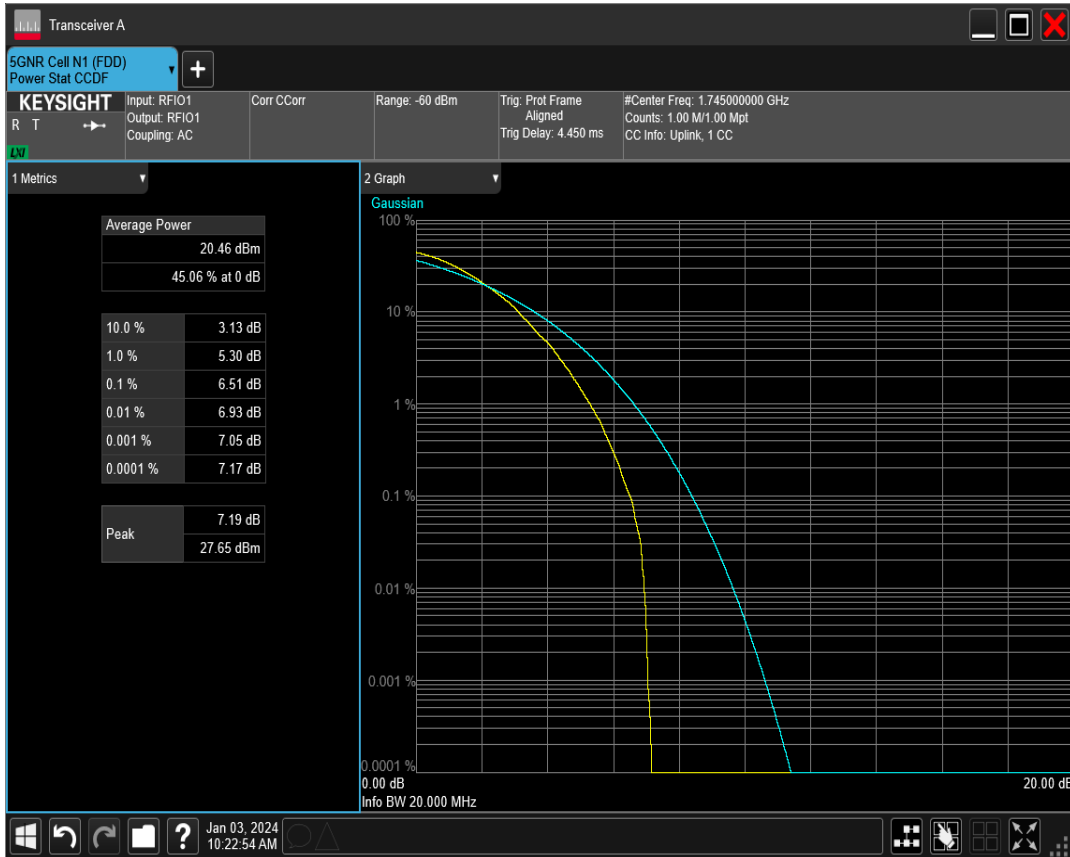 Transceiver A
5GNR Cell N1 (FDD)
Power Stat CCDF
KEYSIGHT
R T
LXI
Input: RFIO1
Output: RFIO1
Coupling: AC
Corr CCorr
Range: -60 dBm
Trig: Prot Frame
Aligned
Trig Delay: 4.450 ms
#Center Freq: 1.745000000 GHz
Counts: 1.00 M/1.00 Mpt
CC Info: Uplink, 1 CC
1 Metrics
Average Power
20.46 dBm
45.06 % at 0 dB
10.0 % 3.13 dB
1.0 % 5.30 dB
0.1 % 6.51 dB
0.01 % 6.93 dB
0.001 % 7.05 dB
0.0001 % 7.17 dB
Peak
7.19 dB
27.65 dBm
2 Graph
Gaussian
100 %
10 %
1 %
0.1 %
0.01 %
0.001 %
0.0001 %
0.00 dB 20.00 dB
Info BW 20.000 MHz
?
Jan 03, 2024
10:22:54 AM